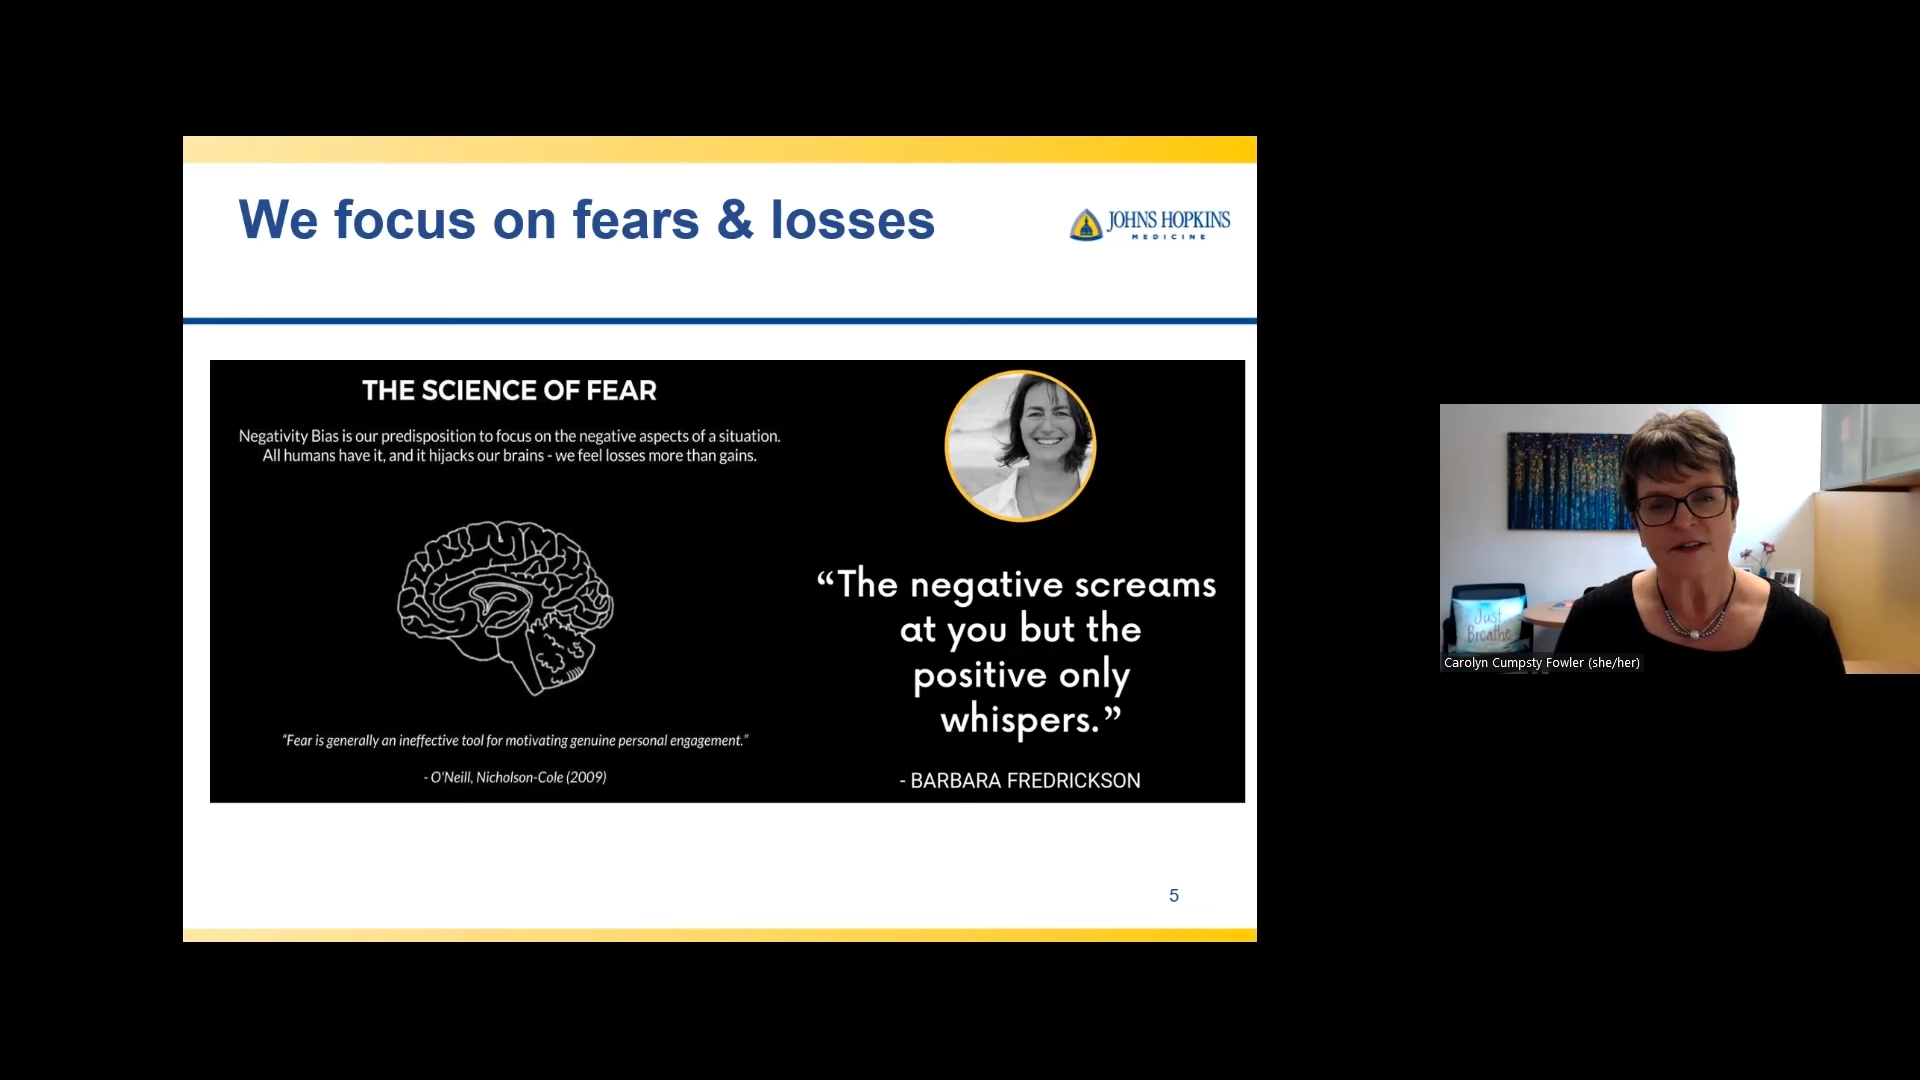 We focus on fears & losses
JOHNS HOPKINS
MEDICINE
THE SCIENCE OF FEAR
Negativity Bias is our predisposition to focus on the negative aspects of a situation.
All humans have it, and it hijacks our brains - we feel losses more than gains.
“Fear is generally an ineffective tool for motivating genuine personal engagement.”
- O'Neill, Nicholson-Cole (2009)
“The negative screams
at you but the
positive only
whispers.”
- BARBARA FREDRICKSON
5
Just
Breathe
Carolyn Cumpsty Fowler (she/her)